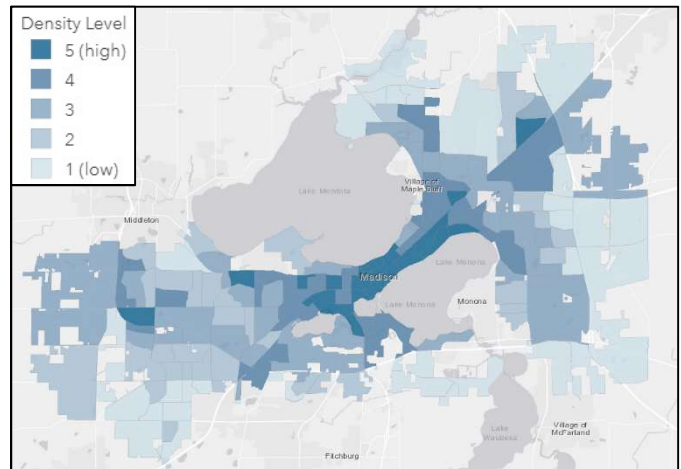 Density Level
5 (high)
4
3
2
1 (low)
Lake Mendota
Village of
Maple Bluff
Middleton
Lake Monona
Madison
Lake Monona
Monona
Lake
Waubesa
Village of
McFarland
Fitchburg